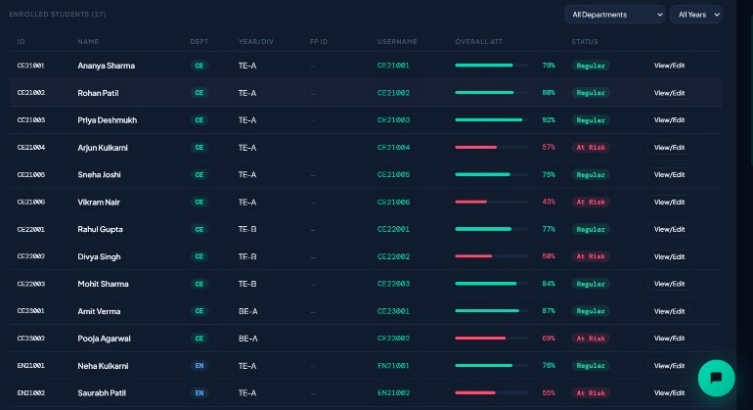 ENROLLED STUDENTS (27) All Departments All Years
ID NAME DEPT YEAR/DIV FP ID USERNAME OVERALL ATT STATUS
CE21001 Ananya Sharma CE TE-A — CE21001 79% Regular View/Edit
CE21002 Rohan Patil CE TE-A — CE21002 80% Regular View/Edit
CE21003 Priya Deshmukh CE TE-A — CE21003 92% Regular View/Edit
CE21004 Arjun Kulkarni CE TE-A — CE21004 57% At Risk View/Edit
CE21005 Sneha Joshi CE TE-A — CE21005 75% Regular View/Edit
CE21006 Vikram Nair CE TE-A — CE21006 43% At Risk View/Edit
CE22001 Rahul Gupta CE TE-B — CE22001 77% Regular View/Edit
CE22002 Divya Singh CE TE-B — CE22002 50% At Risk View/Edit
CE22003 Mohit Sharma CE TE-B — CE22003 84% Regular View/Edit
CE23001 Amit Verma CE BE-A — CE23001 87% Regular View/Edit
CE23002 Pooja Agarwal CE BE-A — CE23002 69% At Risk View/Edit
EN21001 Neha Kulkarni EN TE-A — EN21001 78% Regular View/Edit
EN21002 Saurabh Patil EN TE-A — EN21002 55% At Risk View/Edit